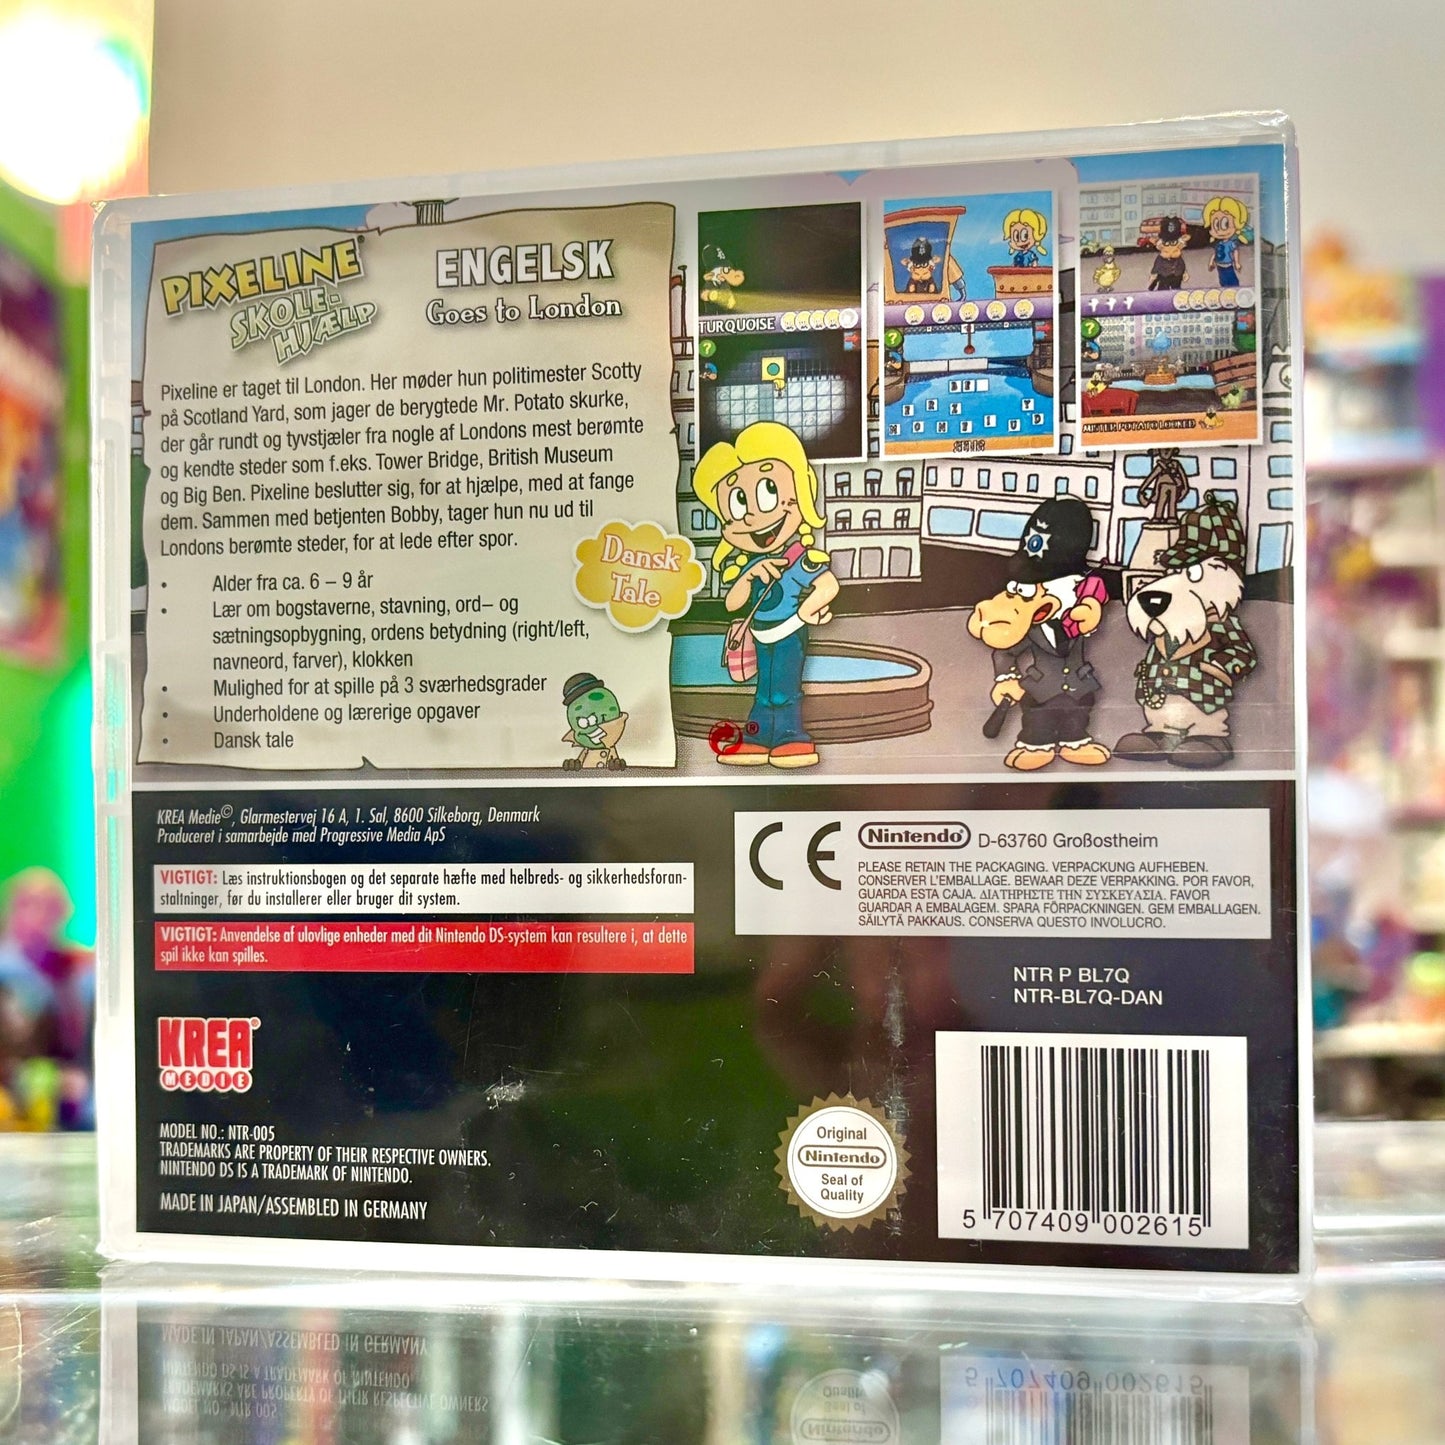 PIXELINE®
SKOLE-
HJÆLP
ENGELSK
Goes to London
Pixeline er taget til London. Her møder hun politimester Scotty
på Scotland Yard, som jager de berygtede Mr. Potato skurke,
der går rundt og tyvstjæler fra nogle af Londons mest berømte
og kendte steder som f.eks. Tower Bridge, British Museum
og Big Ben. Pixeline beslutter sig, for at hjælpe, med at fange
dem. Sammen med betjenten Bobby, tager hun nu ud til
Londons berømte steder, for at lede efter spor.
• Alder fra ca. 6 – 9 år
• Lær om bogstaverne, stavning, ord– og
sætningsopbygning, ordens betydning (right/left,
navneord, farver), klokken
• Mulighed for at spille på 3 sværhedsgrader
• Underholdene og lærerige opgaver
• Dansk tale
Dansk
Tale
TURQUOISE
?
?
?
MISTER POTATO LOCKED
®
KREA Medie©, Glarmestervej 16 A, 1. Sal, 8600 Silkeborg, Denmark
Produceret i samarbejde med Progressive Media ApS
VIGTIGT: Læs instruktionsbogen og det separate hæfte med helbreds- og sikkerhedsforan-
staltninger, før du installerer eller bruger dit system.
VIGTIGT: Anvendelse af ulovlige enheder med dit Nintendo DS-system kan resultere i, at dette
spil ikke kan spilles.
CE
Nintendo® D-63760 Großostheim
PLEASE RETAIN THE PACKAGING. VERPACKUNG AUFHEBEN.
CONSERVER L'EMBALLAGE. BEWAAR DEZE VERPAKKING. POR FAVOR,
GUARDA ESTA CAJA. ΔΙΑΤΗΡΗΣΤΕ ΤΗΝ ΣΥΣΚΕΥΑΣΙΑ. FAVOR
GUARDAR A EMBALAGEM. SPARA FÖRPACKNINGEN. GEM EMBALLAGEN.
SÄILYTÄ PAKKAUS. CONSERVA QUESTO INVOLUCRO.
NTR P BL7Q
NTR-BL7Q-DAN
KREA®
MEDIE
MODEL NO.: NTR-005
TRADEMARKS ARE PROPERTY OF THEIR RESPECTIVE OWNERS.
NINTENDO DS IS A TRADEMARK OF NINTENDO.
MADE IN JAPAN/ASSEMBLED IN GERMANY
Original
Nintendo®
Seal of
Quality
5 707409 002615